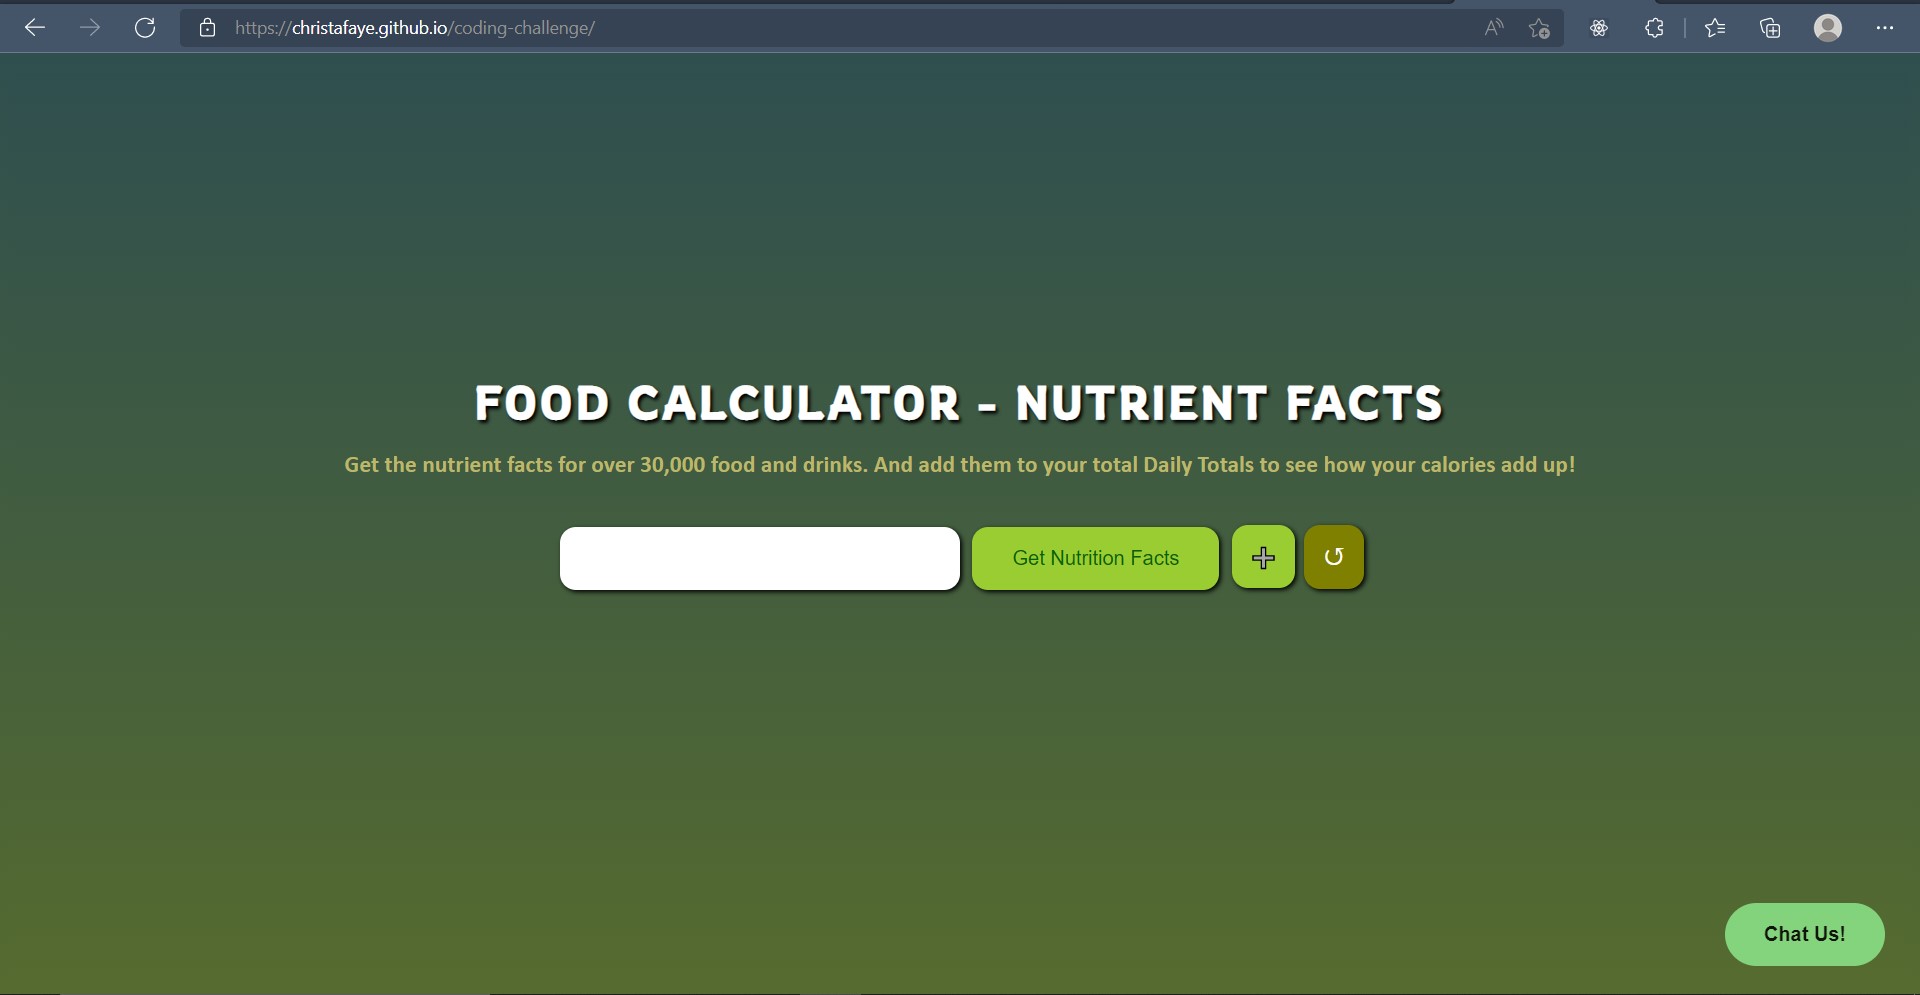 https://christafaye.github.io/coding-challenge/
FOOD CALCULATOR - NUTRIENT FACTS
Get the nutrient facts for over 30,000 food and drinks. And add them to your total Daily Totals to see how your calories add up!
Get Nutrition Facts
Chat Us!